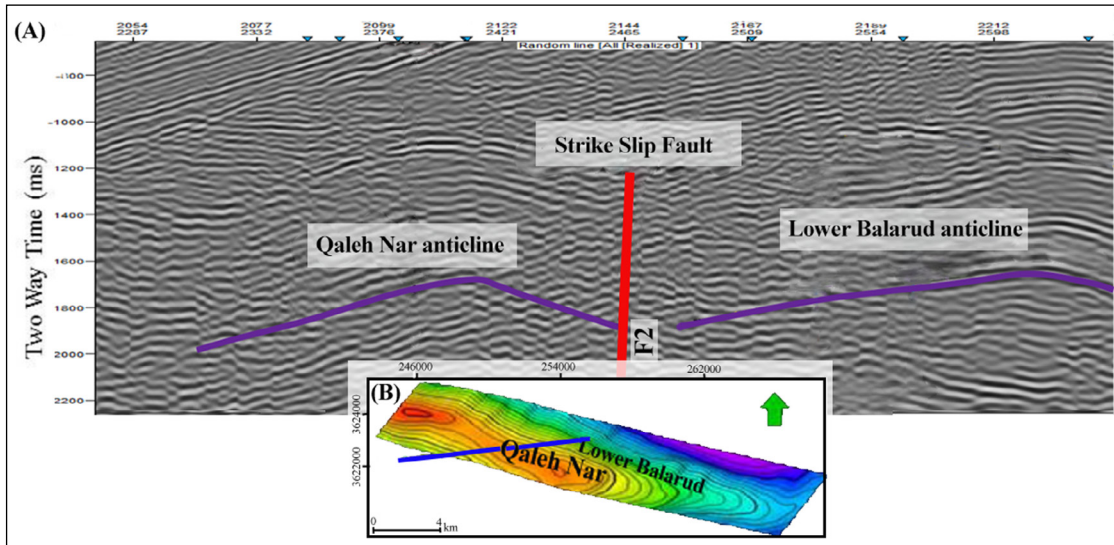 (A)
2054 2077 2099 2122 2144 2167 2189 2212
2287 2332 2376 2421 2465 2509 2554 2598
Random line [All [Realized] 1]
Two Way Time (ms)
-1000
1200
1400
1600
1800
2000
2200
Strike Slip Fault
Qaleh Nar anticline
Lower Balarud anticline
F2
(B)
246000 254000 262000
3624000
3622000
Qaleh Nar
Lower Balarud
0 4
km